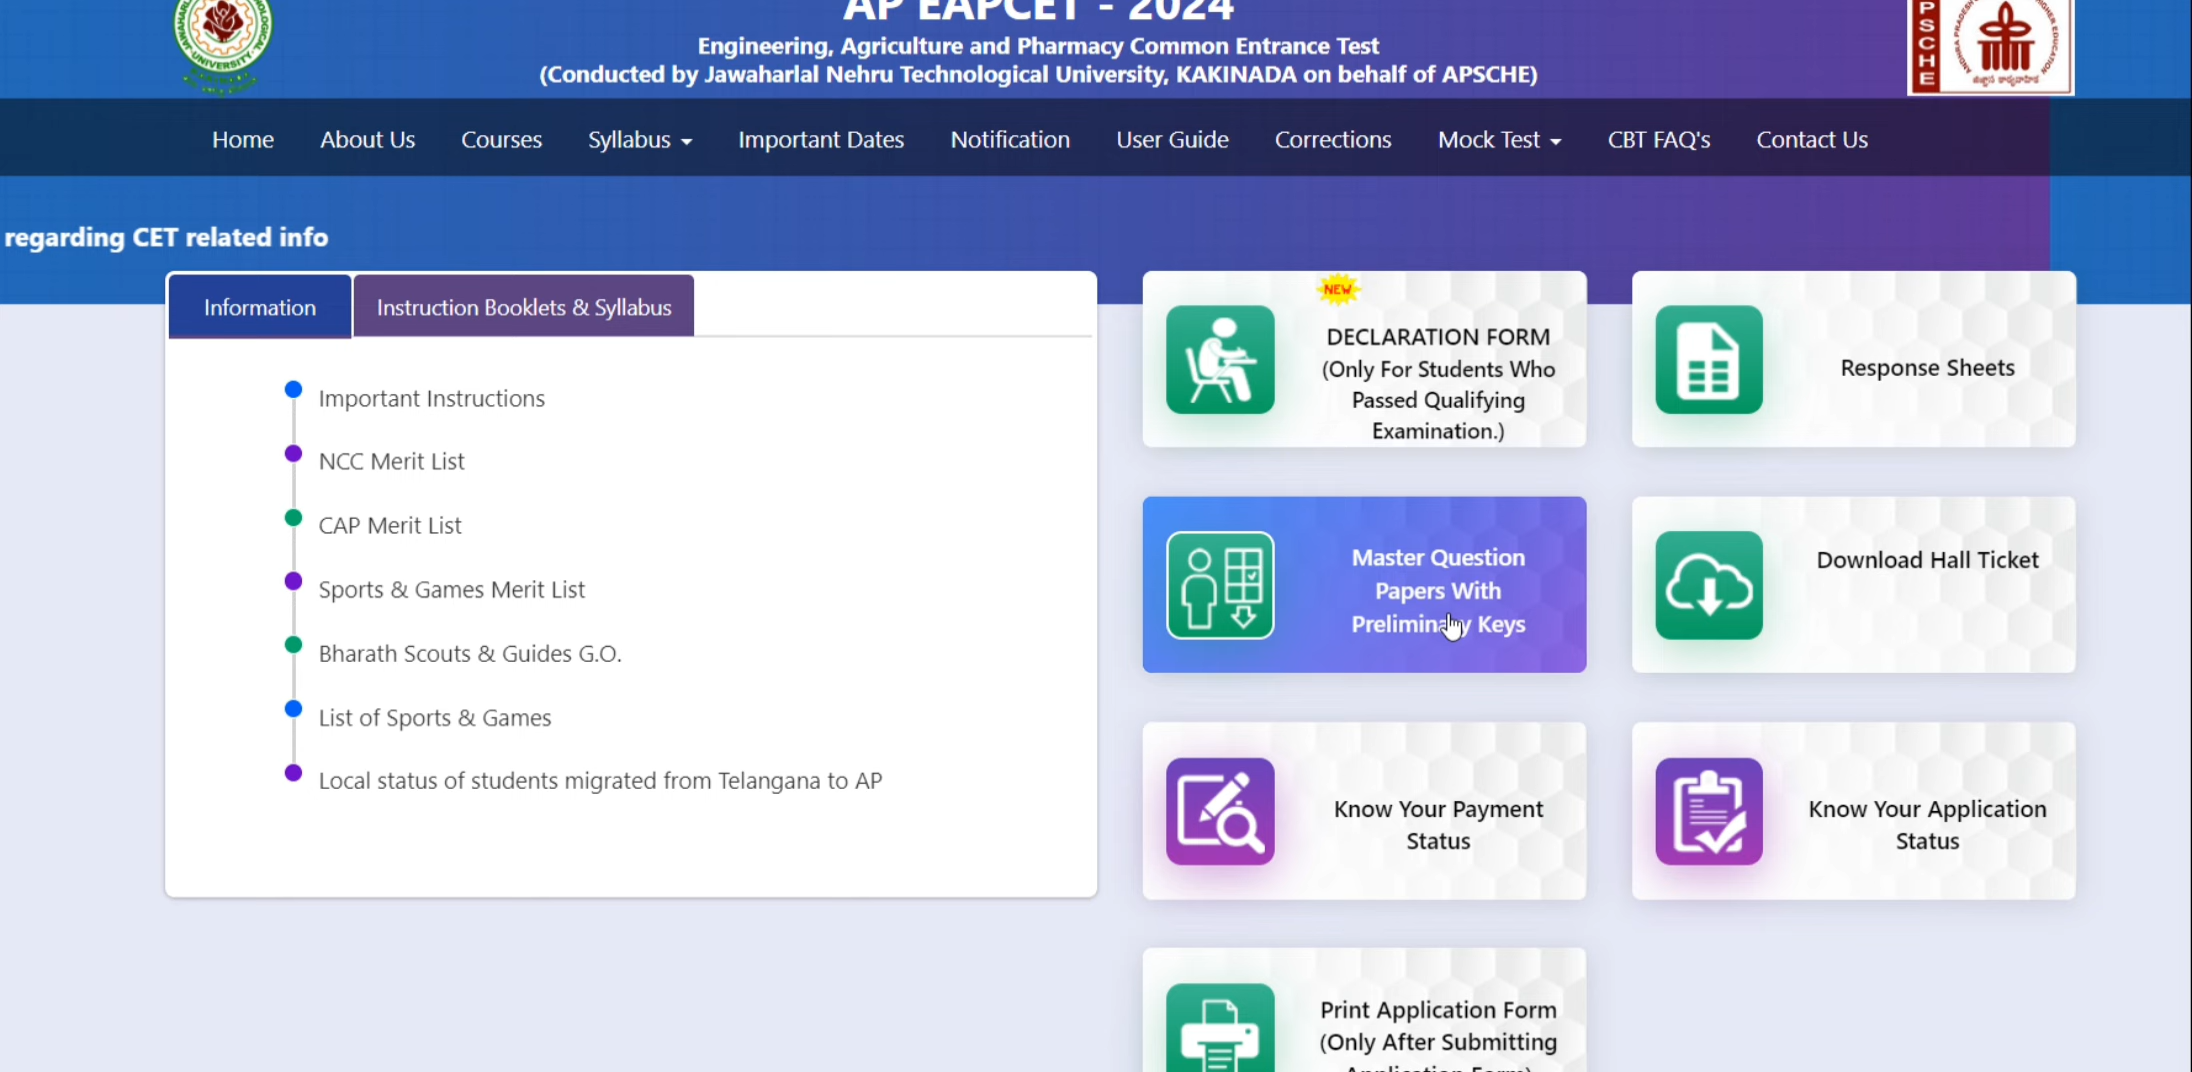 AP EAPCET - 2024
Engineering, Agriculture and Pharmacy Common Entrance Test
(Conducted by Jawaharlal Nehru Technological University, KAKINADA on behalf of APSCHE)
UNIVERSITY
APSCHE
Home About Us Courses Syllabus Important Dates Notification User Guide Corrections Mock Test CBT FAQ's Contact Us
regarding CET related info
Information Instruction Booklets & Syllabus
Important Instructions
NCC Merit List
CAP Merit List
Sports & Games Merit List
Bharath Scouts & Guides G.O.
List of Sports & Games
Local status of students migrated from Telangana to AP
NEW
DECLARATION FORM
(Only For Students Who
Passed Qualifying
Examination.)
Response Sheets
Master Question
Papers With
Preliminary Keys
Download Hall Ticket
Know Your Payment
Status
Know Your Application
Status
Print Application Form
(Only After Submitting
Application Form)